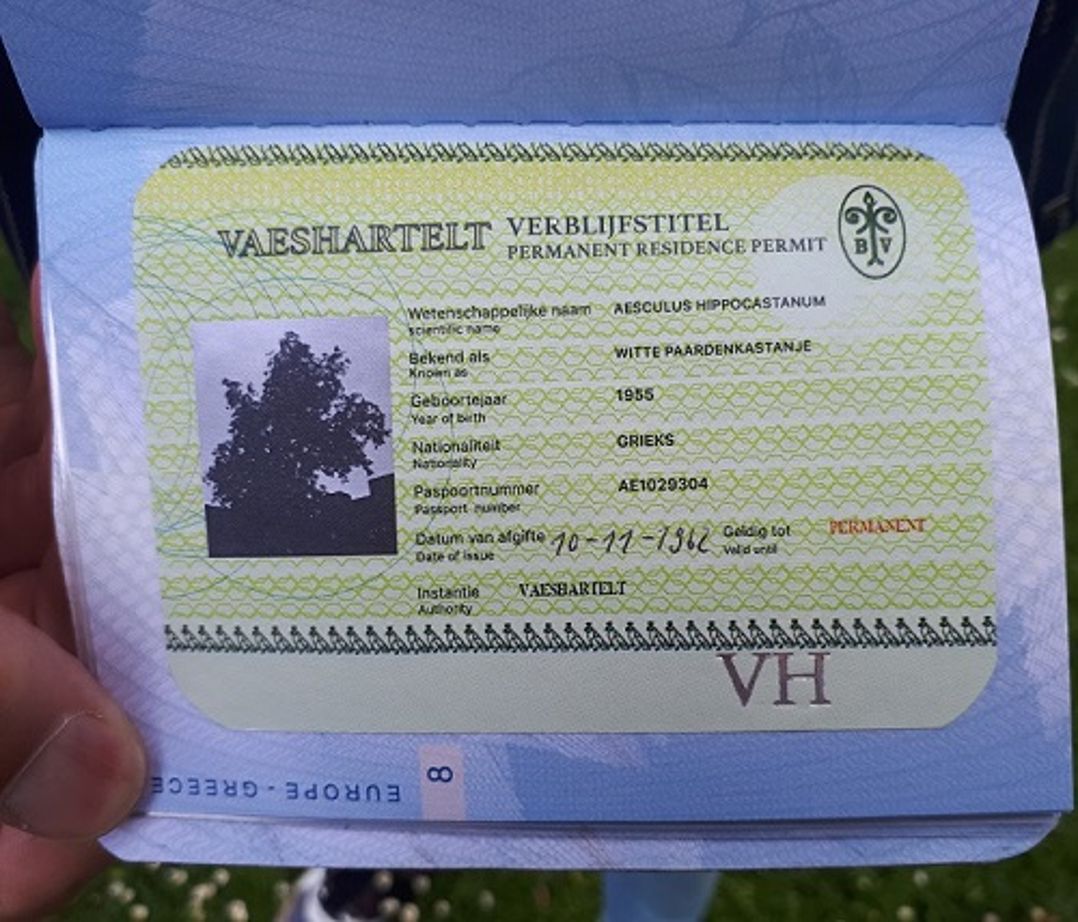 VAESHARTELT VERBLIJFSTITEL
PERMANENT RESIDENCE PERMIT
B V
Wetenschappelijke naam AESCULUS HIPPOCASTANUM
scientific name
Bekend als WITTE PAARDENKASTANJE
Known as
Geboortejaar 1955
Year of birth
Nationaliteit GRIEKS
Nationality
Paspoortnummer AE1029304
Passport number
Datum van afgifte 10-11-1962 Geldig tot PERMANENT
Date of issue Valid until
Instantie VAESHARTELT
Authority
VH
8
EUROPE - GREECE